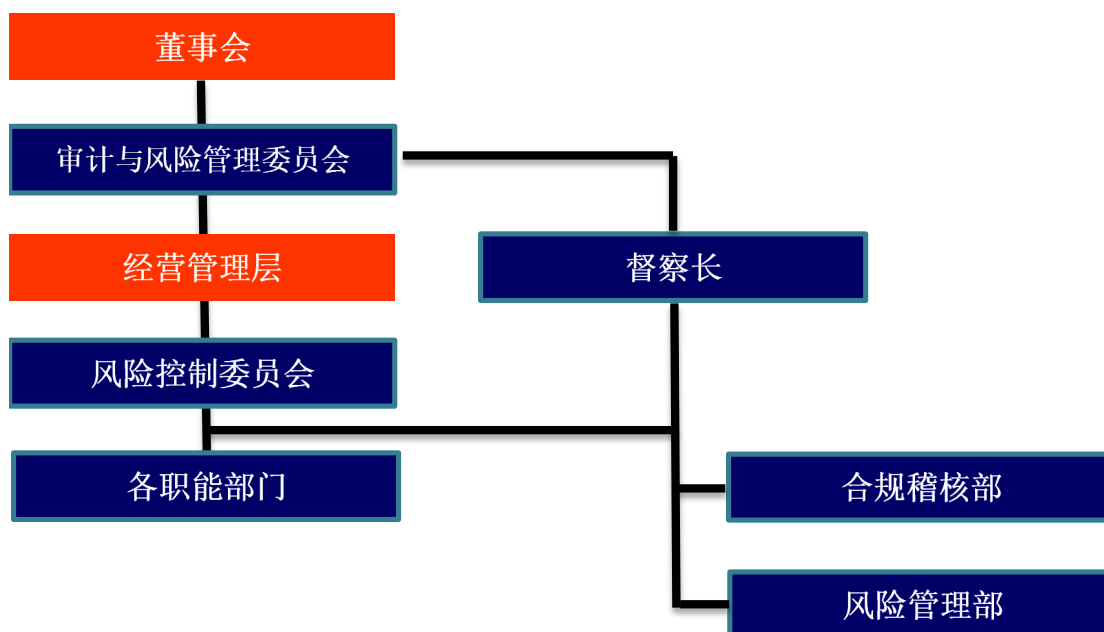 董事会
审计与风险管理委员会
经营管理层
督察长
风险控制委员会
各职能部门
合规稽核部
风险管理部